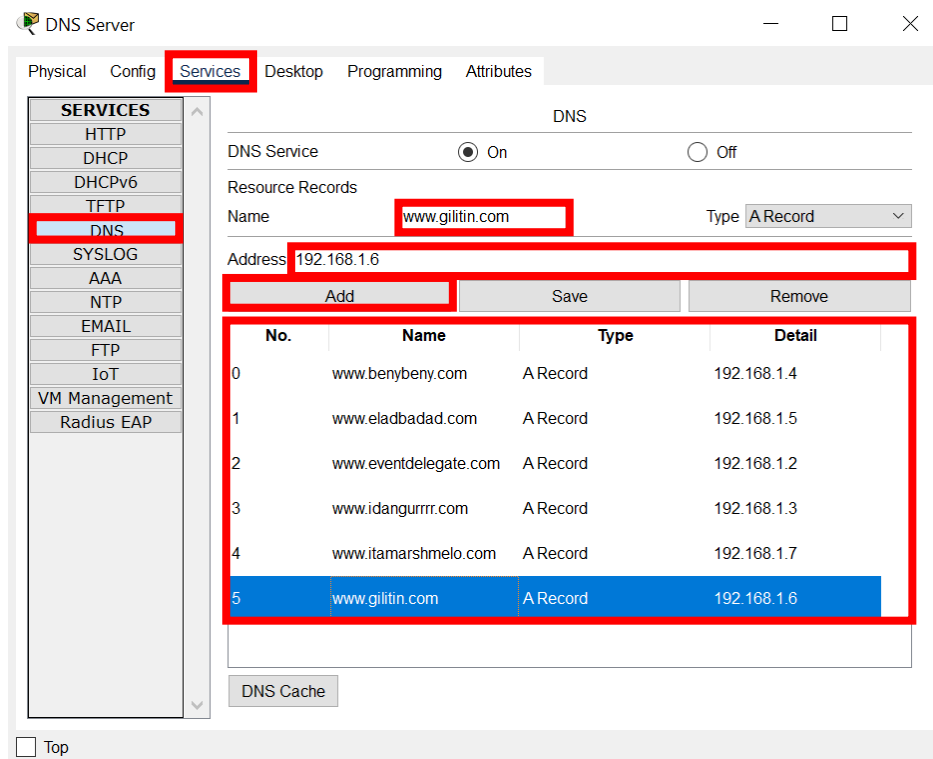 DNS Server
Physical Config Services Desktop Programming Attributes
SERVICES
HTTP
DHCP
DHCPv6
TFTP
DNS
SYSLOG
AAA
NTP
EMAIL
FTP
IoT
VM Management
Radius EAP
DNS
DNS Service On Off
Resource Records
Name www.gilitin.com Type A Record
Address 192.168.1.6
Add Save Remove
No. Name Type Detail
0 www.benybeny.com A Record 192.168.1.4
1 www.eladbadad.com A Record 192.168.1.5
2 www.eventdelegate.com A Record 192.168.1.2
3 www.idangurrrr.com A Record 192.168.1.3
4 www.itamarshmelo.com A Record 192.168.1.7
5 www.gilitin.com A Record 192.168.1.6
DNS Cache
Top